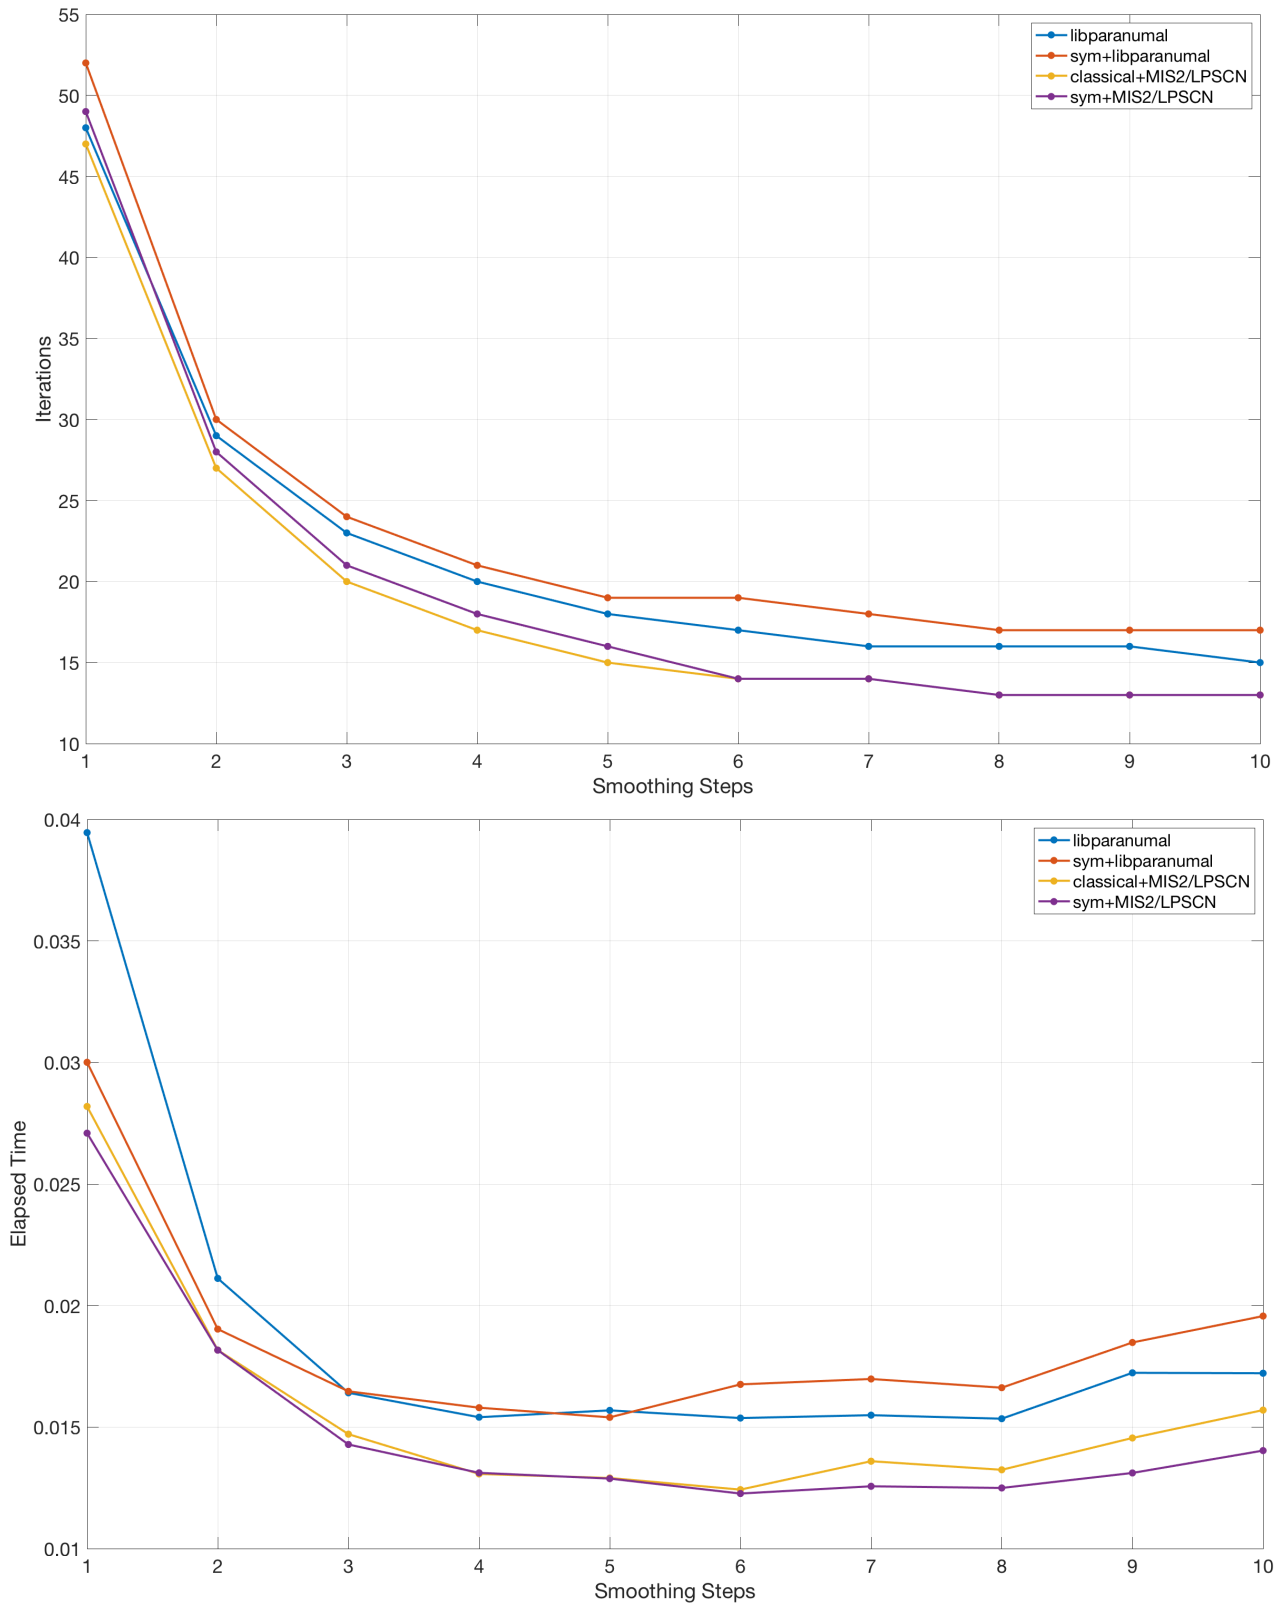 55
50
45
40
35
30
25
20
15
10
Iterations
1 2 3 4 5 6 7 8 9 10
Smoothing Steps
libparanumal
sym+libparanumal
classical+MIS2/LPSCN
sym+MIS2/LPSCN
0.04
0.035
0.03
0.025
0.02
0.015
0.01
Elapsed Time
1 2 3 4 5 6 7 8 9 10
Smoothing Steps
libparanumal
sym+libparanumal
classical+MIS2/LPSCN
sym+MIS2/LPSCN